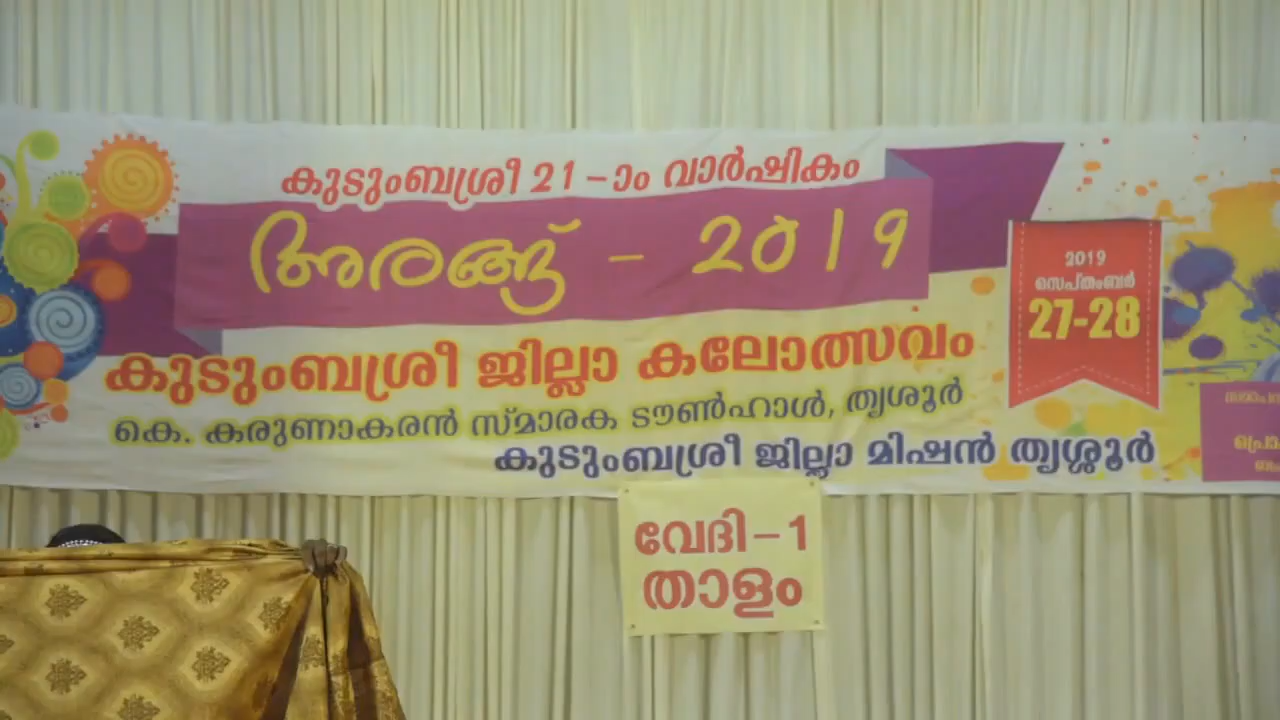 കുടുംബശ്രീ 21 -ാം വാർഷികം
അരങ്ങ് - 2019
2019
സെപ്തംബർ
27-28
കുടുംബശ്രീ ജില്ലാ കലോത്സവം
കെ. കരുണാകരൻ സ്മാരക ടൗൺഹാൾ, തൃശൂർ
കുടുംബശ്രീ ജില്ലാ മിഷൻ തൃശ്ശൂർ
വേദി - 1
താളം